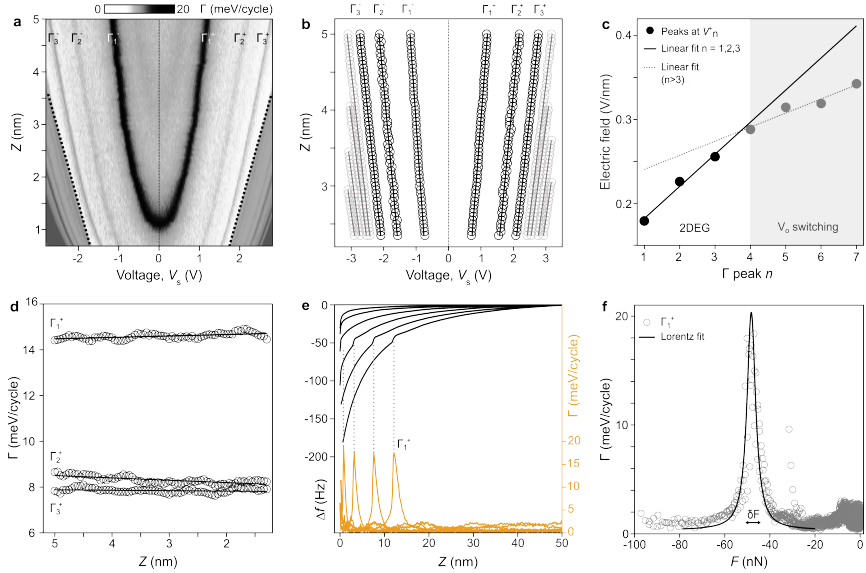 a
0
20
Γ (meV/cycle)
Γ3-
Γ2-
Γ1-
Γ1+
Γ2+
Γ3+
5
4
3
2
1
Z (nm)
-2
-1
0
1
2
Voltage, Vs (V)
b
Γ3-
Γ2-
Γ1-
Γ1+
Γ2+
Γ3+
5
4
3
Z (nm)
-3
-2
-1
0
1
2
3
Voltage, Vs (V)
c
Peaks at V+n
Linear fit n = 1,2,3
Linear fit
(n>3)
0.4
0.3
0.2
Electric field (V/nm)
2DEG
Vo switching
1
2
3
4
5
6
7
Γ peak n
d
16
14
10
8
6
Γ (meV/cycle)
Γ1+
Γ2+
Γ3+
5
4
3
2
Z (nm)
e
0
-50
-100
-150
-200
Δf (Hz)
Γ1+
20
15
10
5
0
Γ (meV/cycle)
0
10
20
30
40
50
Z (nm)
f
Γ1+
Lorentz fit
20
16
12
8
4
0
Γ (meV/cycle)
δF
-100
-80
-60
-40
-20
0
F (nN)